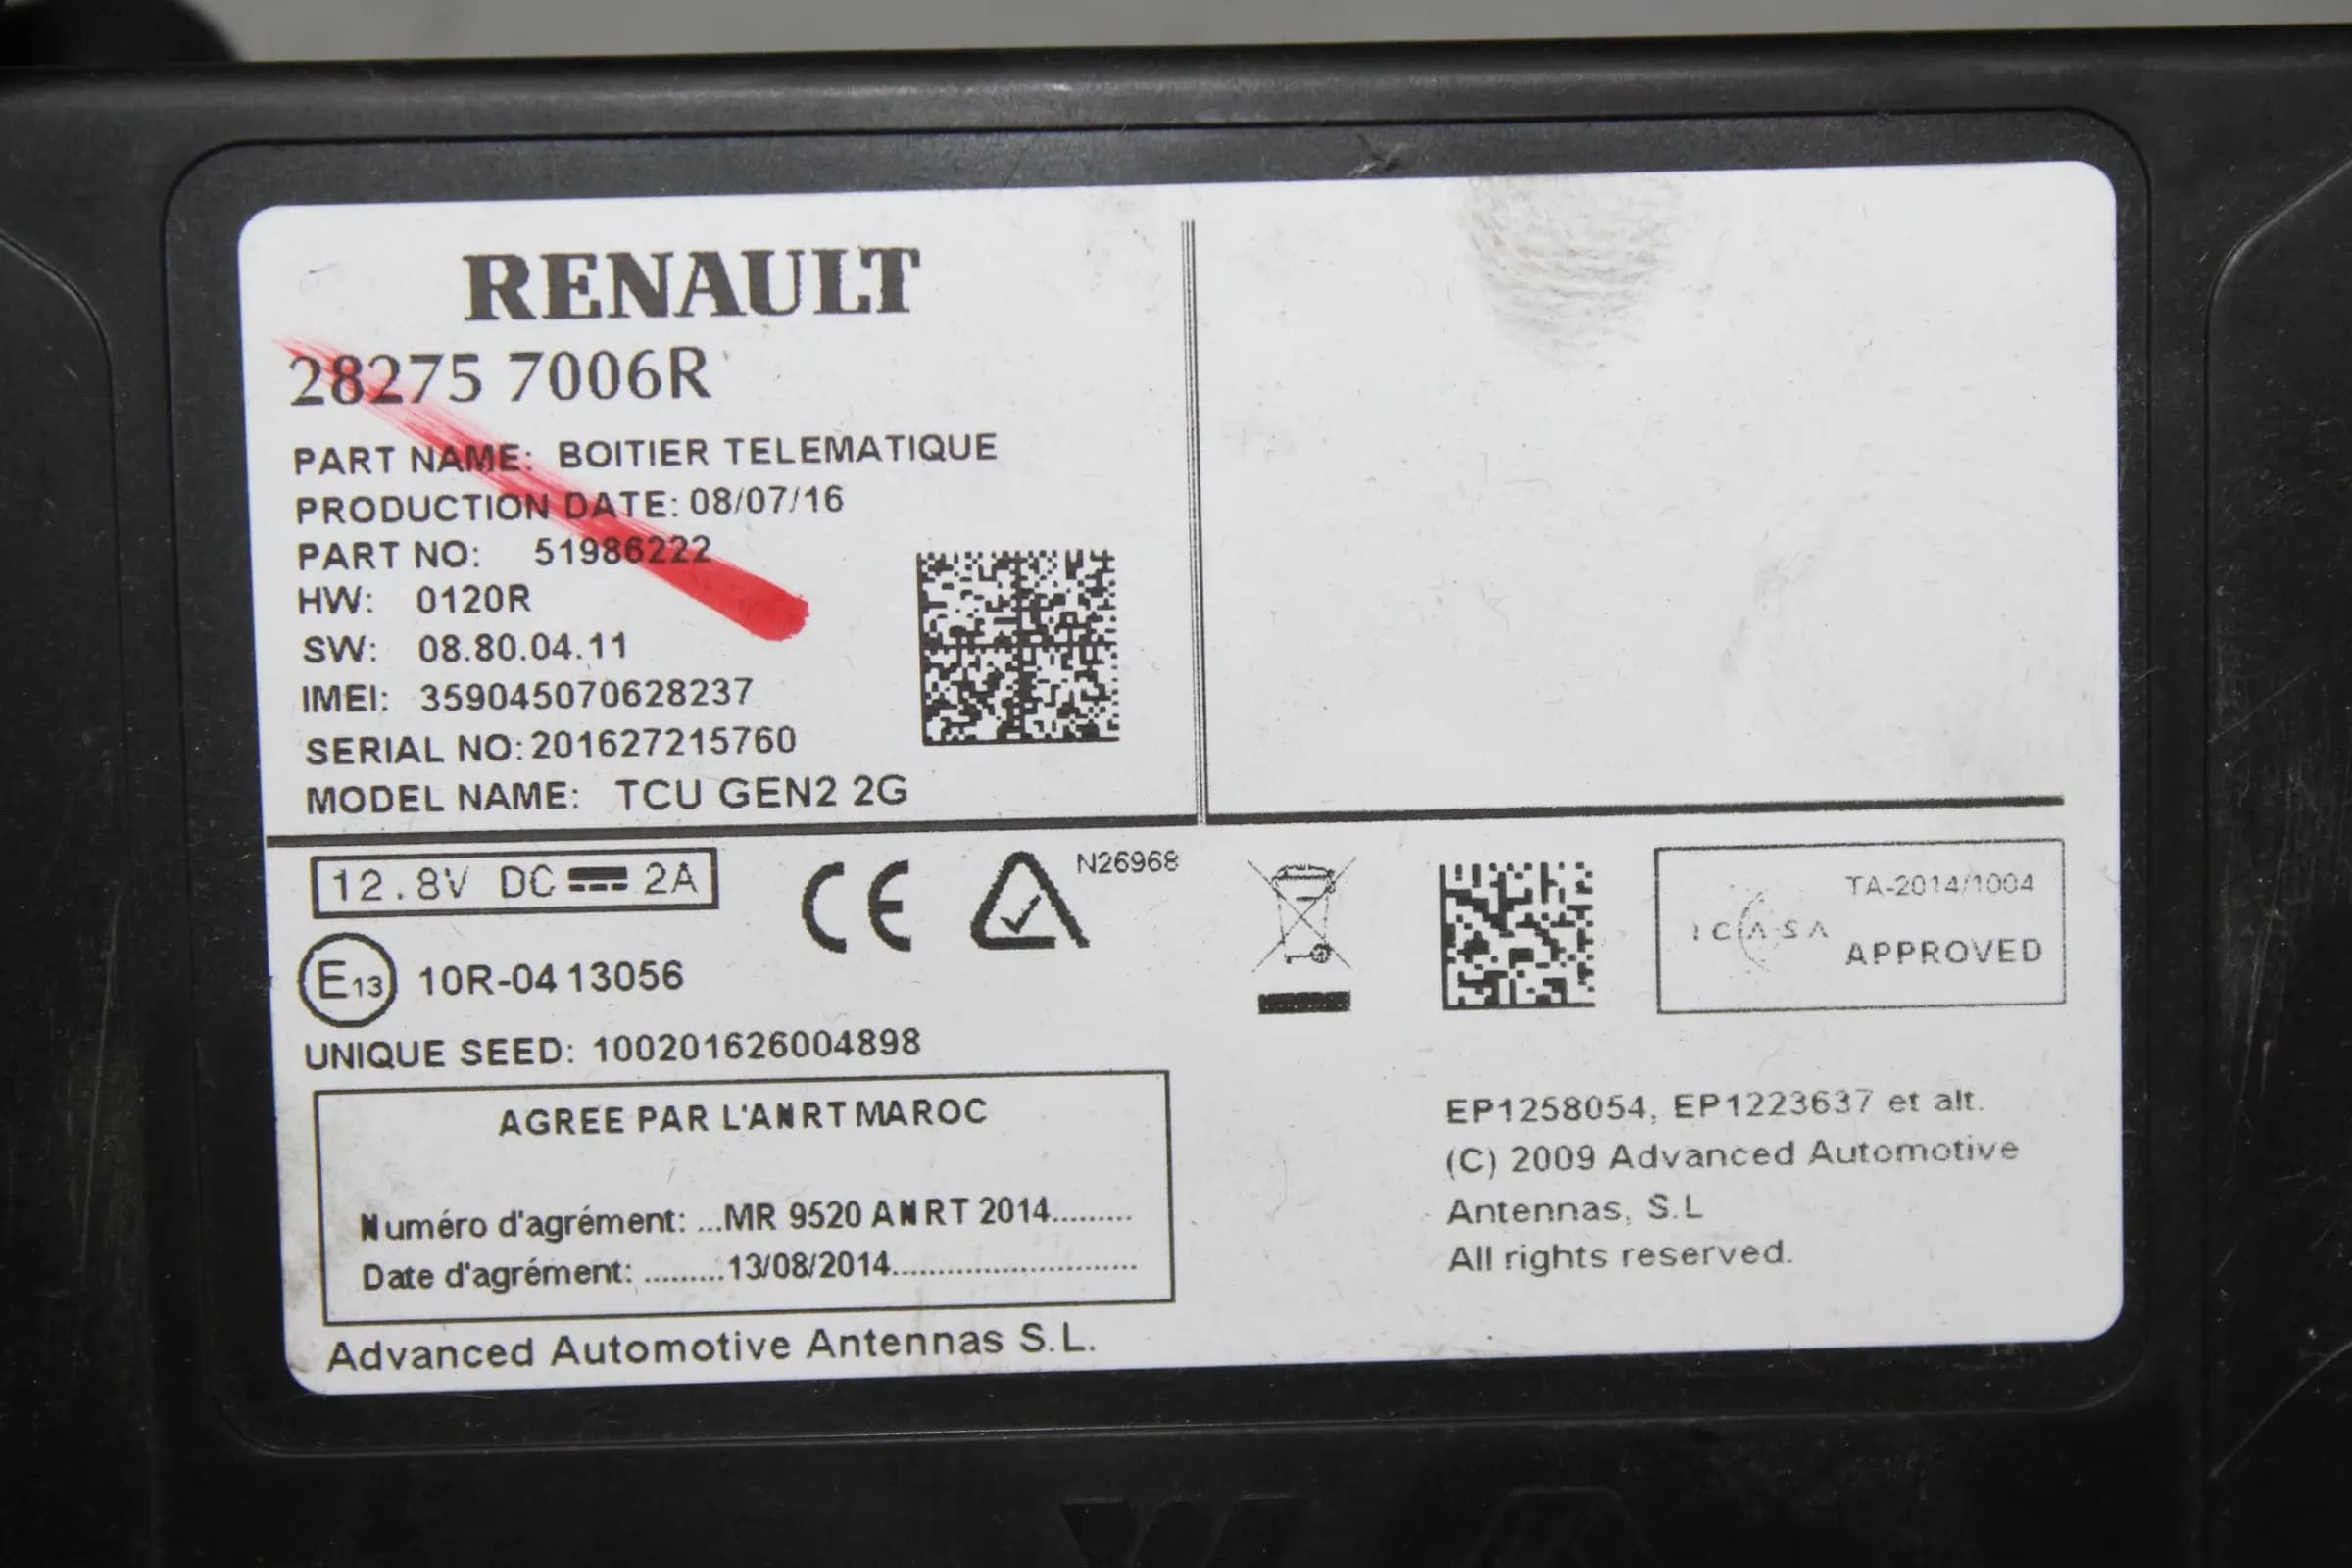 RENAULT
28275 7006R
PART NAME: BOITIER TELEMATIQUE
PRODUCTION DATE: 08/07/16
PART NO: 51986222
HW: 0120R
SW: 08.80.04.11
IMEI: 359045070628237
SERIAL NO: 201627215760
MODEL NAME: TCU GEN2 2G
12.8V DC 2A
CE
N26968
E13 10R-04 13056
UNIQUE SEED: 100201626004898
AGREE PAR L'ANRT MAROC
Numéro d'agrément: ...MR 9520 ANRT 2014.........
Date d'agrément: .........13/08/2014...........................
Advanced Automotive Antennas S.L.
ICASA
TA-2014/1004
APPROVED
EP1258054, EP1223637 et alt.
(C) 2009 Advanced Automotive
Antennas, S.L
All rights reserved.